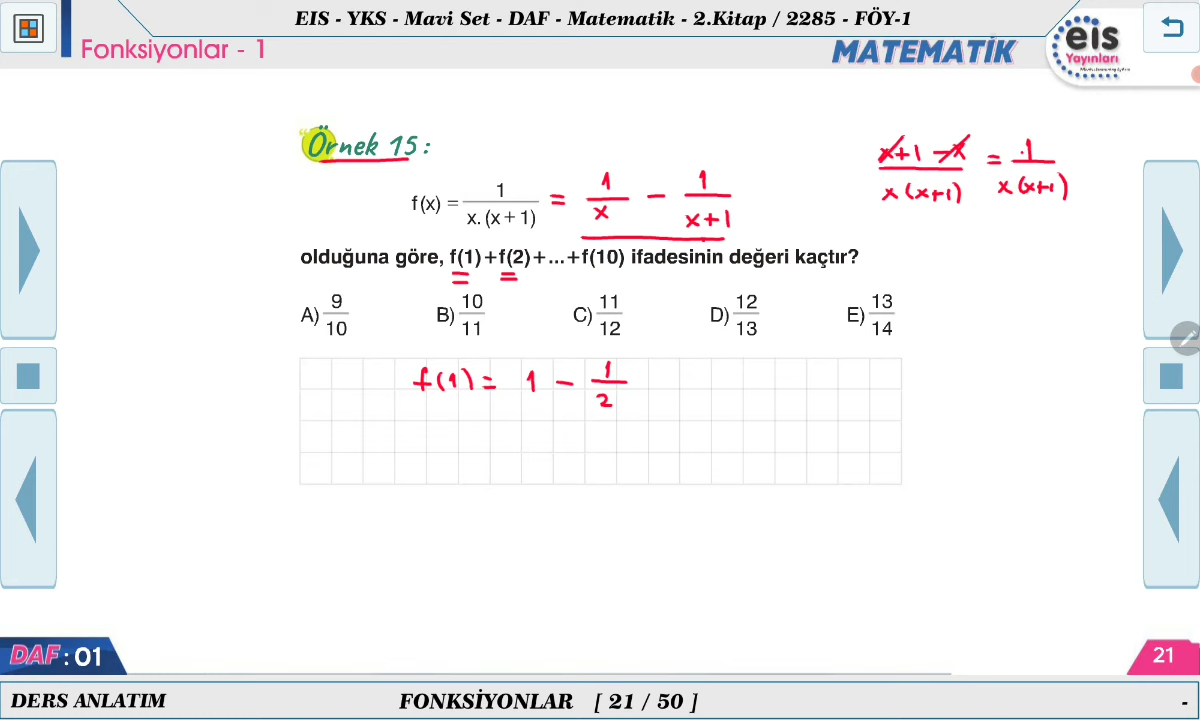 EIS - YKS - Mavi Set - DAF - Matematik - 2.Kitap / 2285 - FÖY-1
Fonksiyonlar - 1
MATEMATİK
eis
Yayınları
Örnek 15:
f(x) = 1 / x.(x+1) = 1/x - 1/(x+1)
x+1-x / x(x+1) = 1 / x(x+1)
olduğuna göre, f(1)+f(2)+...+f(10) ifadesinin değeri kaçtır?
A) 9/10 B) 10/11 C) 11/12 D) 12/13 E) 13/14
f(1) = 1 - 1/2
DAF : 01
21
DERS ANLATIM FONKSİYONLAR [ 21 / 50 ] -